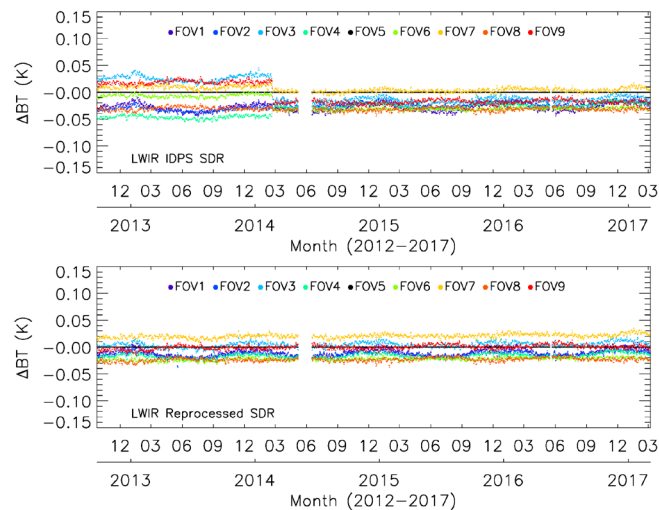 0.15
0.10
0.05
-0.00
-0.05
-0.10
-0.15
ΔBT (K)
FOV1 FOV2 FOV3 FOV4 FOV5 FOV6 FOV7 FOV8 FOV9
LWIR IDPS SDR
12 03 06 09 12 03 06 09 12 03 06 09 12 03 06 09 12 03
2013 2014 2015 2016 2017
Month (2012-2017)
0.15
0.10
0.05
-0.00
-0.05
-0.10
-0.15
ΔBT (K)
FOV1 FOV2 FOV3 FOV4 FOV5 FOV6 FOV7 FOV8 FOV9
LWIR Reprocessed SDR
12 03 06 09 12 03 06 09 12 03 06 09 12 03 06 09 12 03
2013 2014 2015 2016 2017
Month (2012-2017)